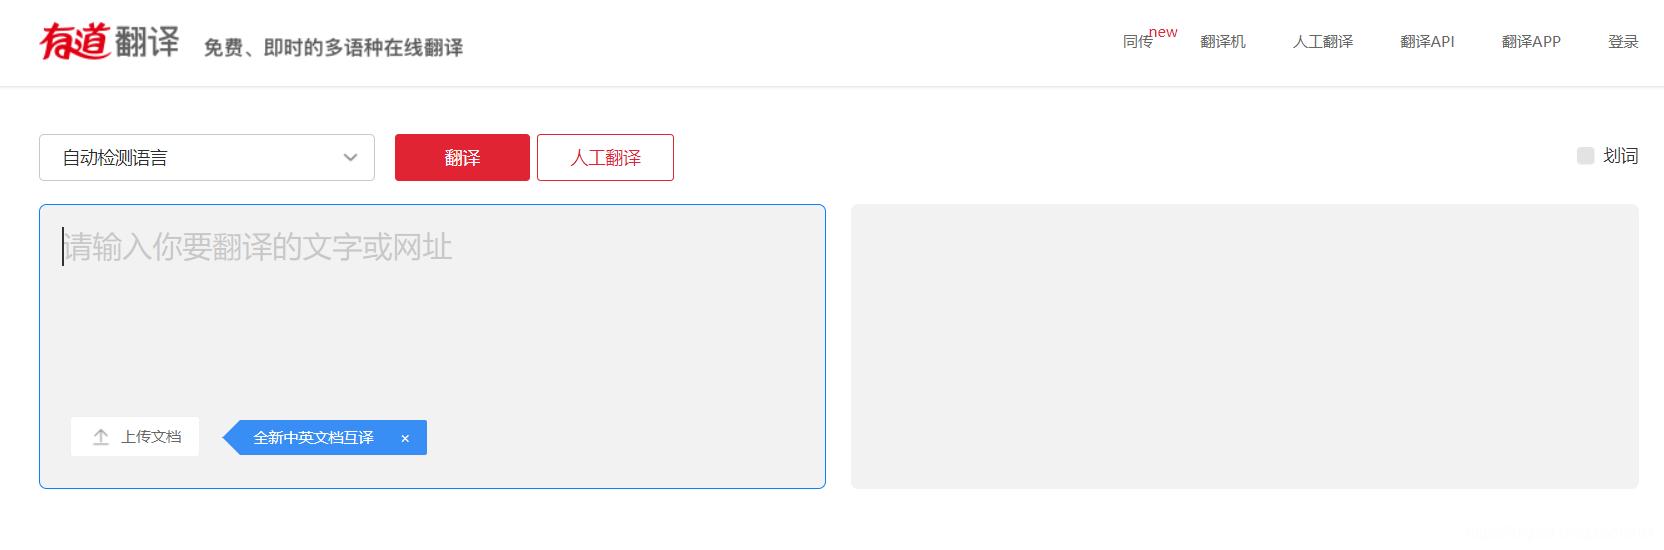 有道翻译 免费、即时的多语种在线翻译
同传 new 翻译机 人工翻译 翻译API 翻译APP 登录
自动检测语言 翻译 人工翻译 划词
请输入你要翻译的文字或网址
上传文档 全新中英文档互译 ×